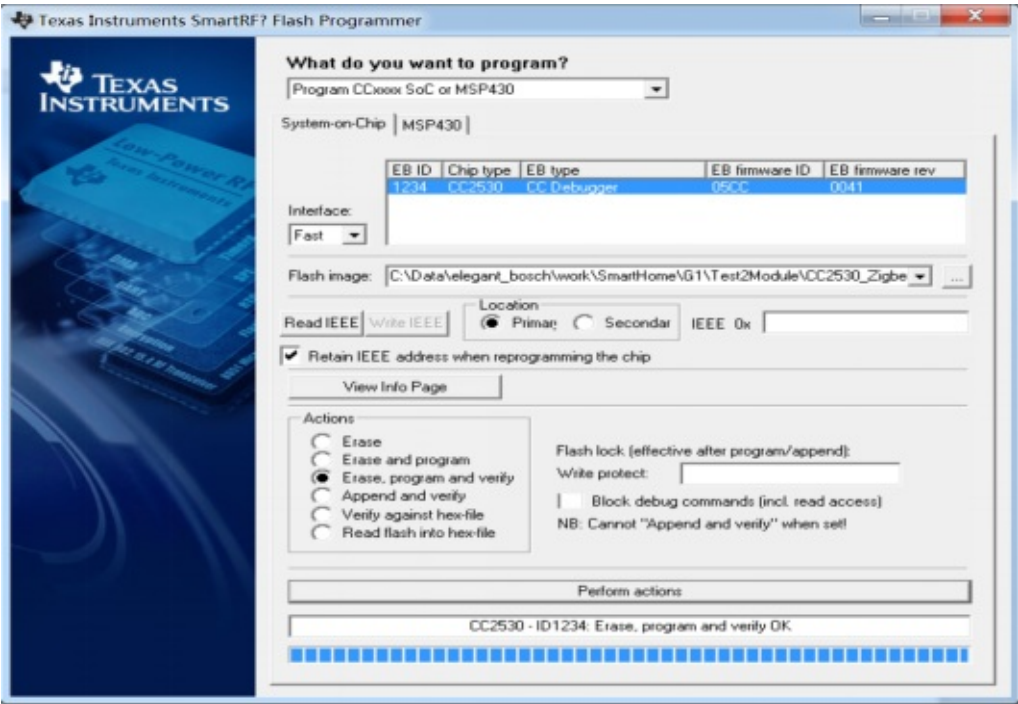 Texas Instruments SmartRF? Flash Programmer
TEXAS
INSTRUMENTS
Low-Power RF
Texas Instruments
What do you want to program?
Program CCxxxx SoC or MSP430
System-on-Chip MSP430
EB ID Chip type EB type EB firmware ID EB firmware rev
1234 CC2530 CC Debugger 05CC 0041
Interface:
Fast
Flash image: C:\Data\elegant_bosch\work\SmartHome\G1\Test2Module\CC2530_Zigbe ...
Location
Read IEEE Write IEEE Primar Secondar IEEE 0x
Retain IEEE address when reprogramming the chip
View Info Page
Actions
Erase
Erase and program
Erase, program and verify
Append and verify
Verify against hex-file
Read flash into hex-file
Flash lock (effective after program/append):
Write protect:
Block debug commands (incl. read access)
NB: Cannot "Append and verify" when set!
Perform actions
CC2530 - ID1234: Erase, program and verify OK